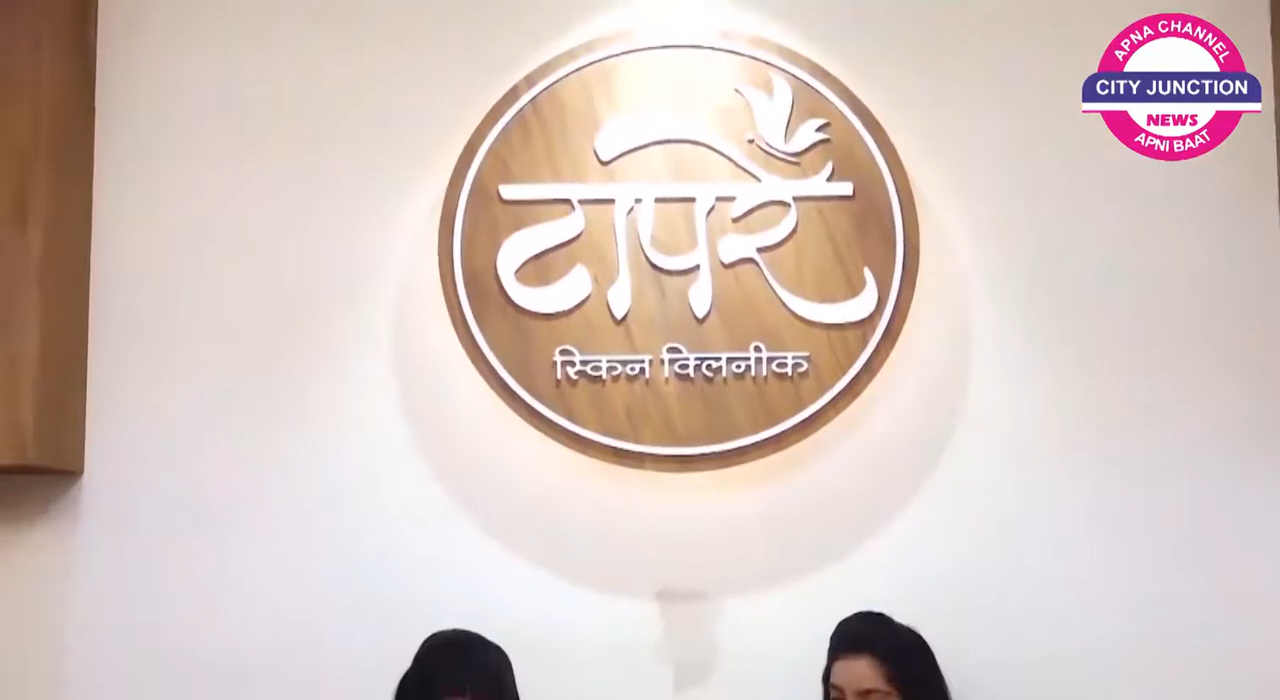 टापरे
स्किन क्लिनीक
APNA CHANNEL
CITY JUNCTION
NEWS
APNI BAAT